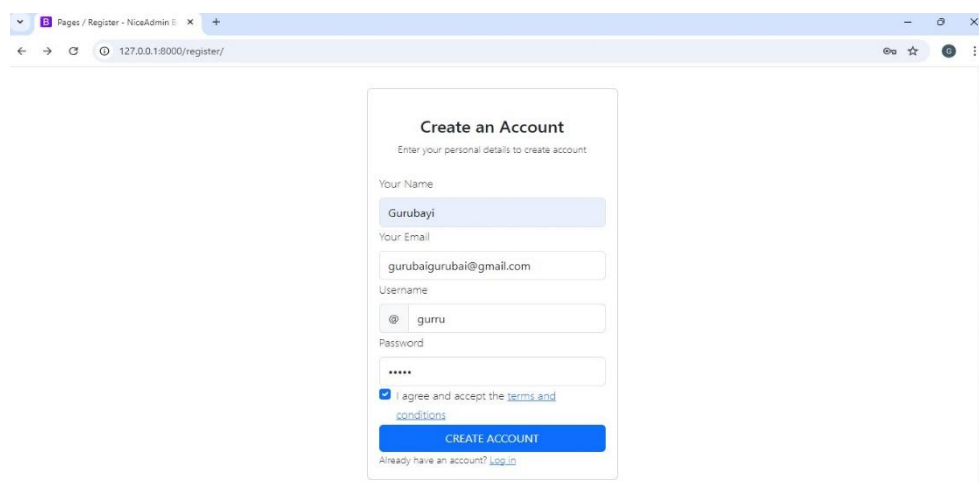 Pages / Register - NiceAdmin B
127.0.0.1:8000/register/
G
Create an Account
Enter your personal details to create account
Your Name
Gurubayi
Your Email
gurubaigurubai@gmail.com
Username
@ gurru
Password
•••••
I agree and accept the terms and
conditions
CREATE ACCOUNT
Already have an account? Log in